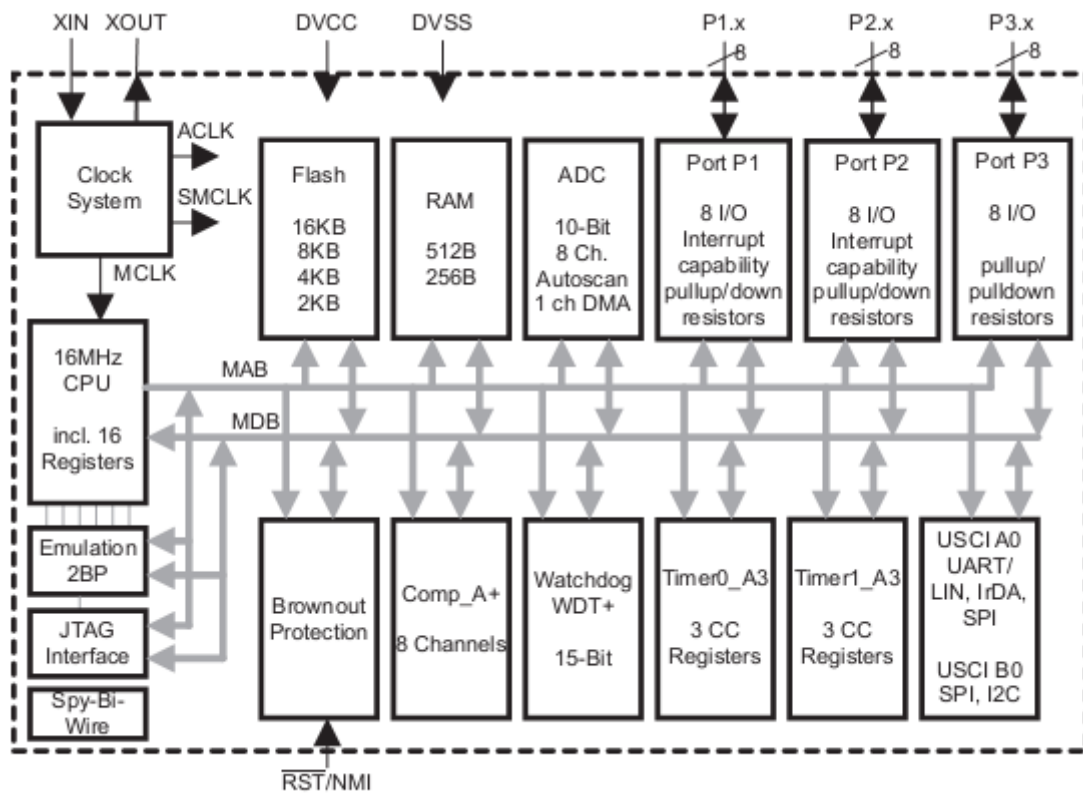 XIN
XOUT
DVCC
DVSS
P1.x
P2.x
P3.x
8
8
8
Clock
System
ACLK
SMCLK
MCLK
Flash
16KB
8KB
4KB
2KB
RAM
512B
256B
ADC
10-Bit
8 Ch.
Autoscan
1 ch DMA
Port P1
8 I/O
Interrupt
capability
pullup/down
resistors
Port P2
8 I/O
Interrupt
capability
pullup/down
resistors
Port P3
8 I/O
pullup/
pulldown
resistors
16MHz
CPU
incl. 16
Registers
MAB
MDB
Emulation
2BP
JTAG
Interface
Spy-Bi-
Wire
Brownout
Protection
Comp_A+
8 Channels
Watchdog
WDT+
15-Bit
Timer0_A3
3 CC
Registers
Timer1_A3
3 CC
Registers
USCI A0
UART/
LIN, IrDA,
SPI
USCI B0
SPI, I2C
RST/NMI